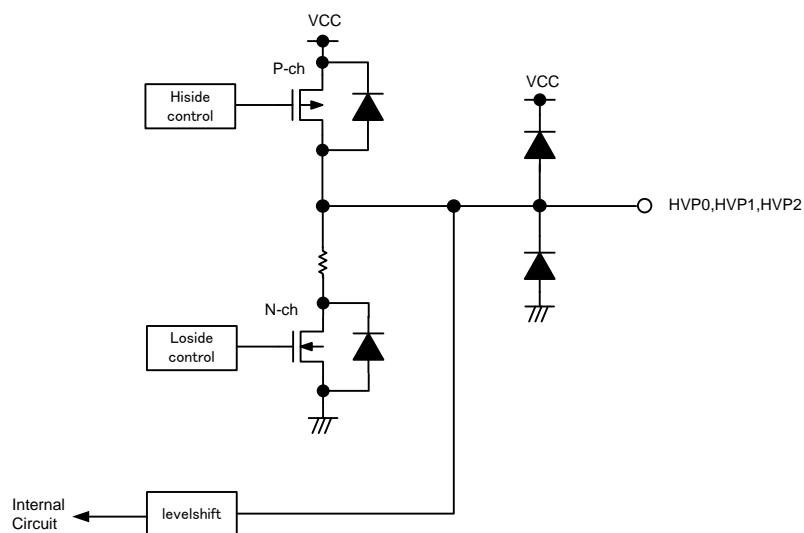 VCC
P-ch
Hiside
control
VCC
HVP0,HVP1,HVP2
N-ch
Loside
control
Internal
Circuit
levelshift